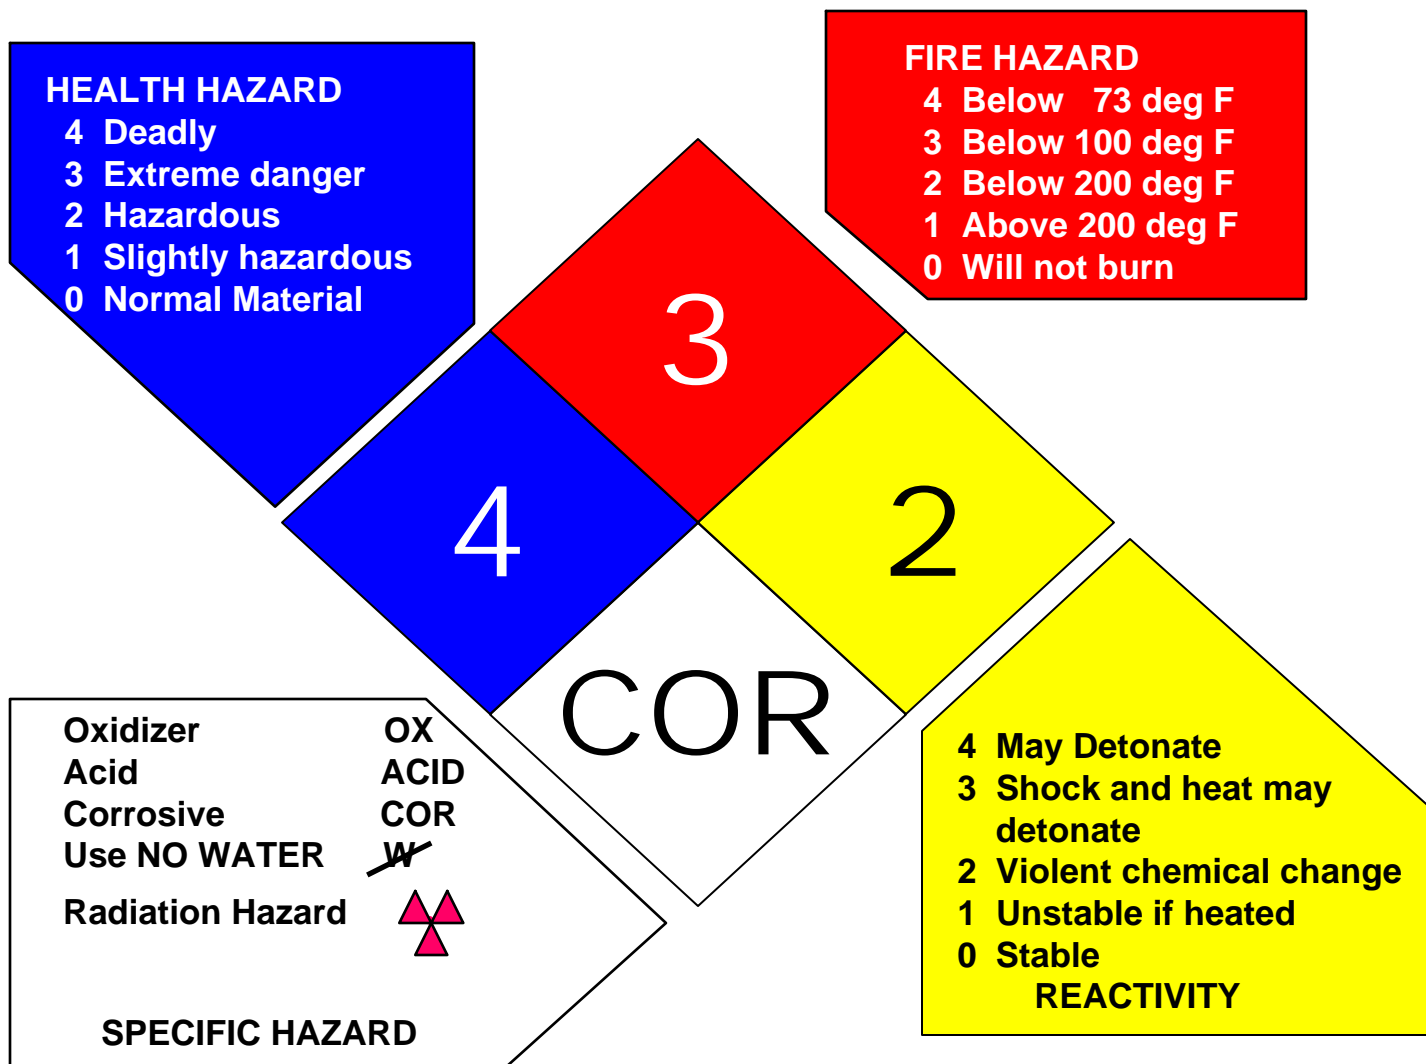 HEALTH HAZARD
4 Deadly
3 Extreme danger
2 Hazardous
1 Slightly hazardous
0 Normal Material
FIRE HAZARD
4 Below 73 deg F
3 Below 100 deg F
2 Below 200 deg F
1 Above 200 deg F
0 Will not burn
3
4
2
COR
Oxidizer OX
Acid ACID
Corrosive COR
Use NO WATER W
Radiation Hazard
SPECIFIC HAZARD
4 May Detonate
3 Shock and heat may
detonate
2 Violent chemical change
1 Unstable if heated
0 Stable
REACTIVITY